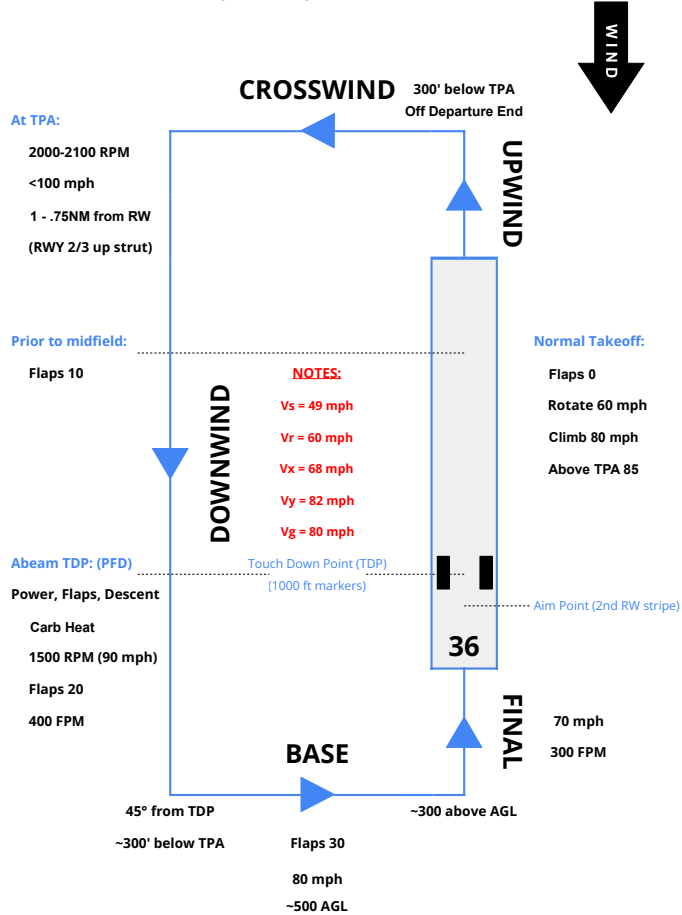 WIND
CROSSWIND
300' below TPA
Off Departure End
At TPA:
2000-2100 RPM
<100 mph
1 - .75NM from RW
(RWY 2/3 up strut)
UPWIND
Prior to midfield:
Flaps 10
Normal Takeoff:
Flaps 0
Rotate 60 mph
Climb 80 mph
Above TPA 85
NOTES:
Vs = 49 mph
Vr = 60 mph
Vx = 68 mph
Vy = 82 mph
Vg = 80 mph
DOWNWIND
Abeam TDP: (PFD)
Power, Flaps, Descent
Carb Heat
1500 RPM (90 mph)
Flaps 20
400 FPM
Touch Down Point (TDP)
(1000 ft markers)
Aim Point (2nd RW stripe)
36
FINAL
70 mph
300 FPM
BASE
45° from TDP
~300' below TPA
Flaps 30
80 mph
~500 AGL
~300 above AGL